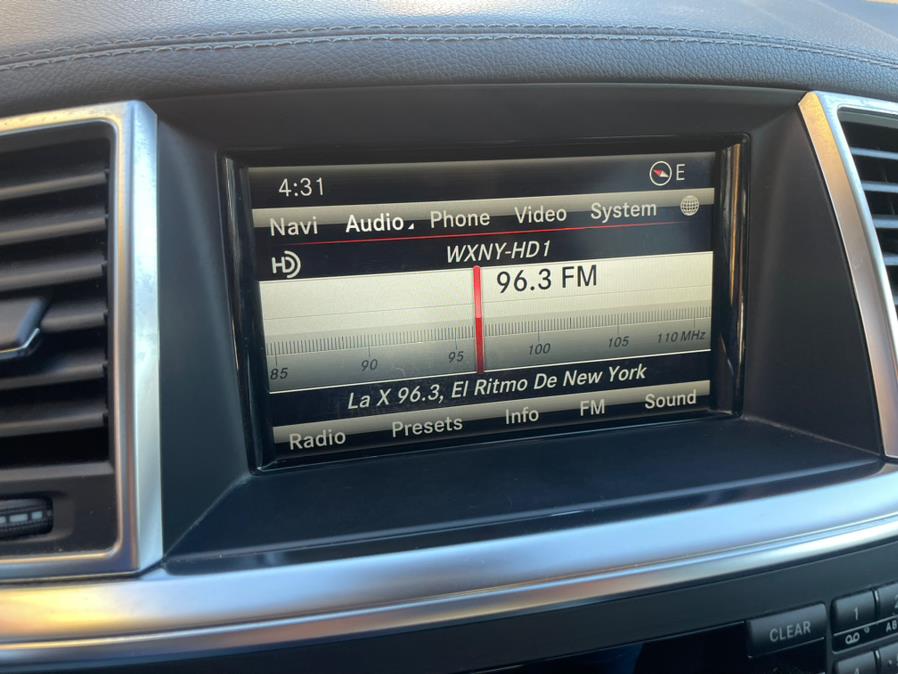 4:31 E
Navi Audio Phone Video System
HD WXNY-HD1
96.3 FM
85 90 95 100 105 110 MHz
La X 96.3, El Ritmo De New York
Radio Presets Info FM Sound
CLEAR 1